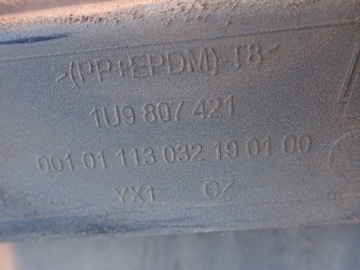 >(PP+EPDM)-T8<
1U9 807 421
001 01 113 032 19 01 00
YX1 CZ